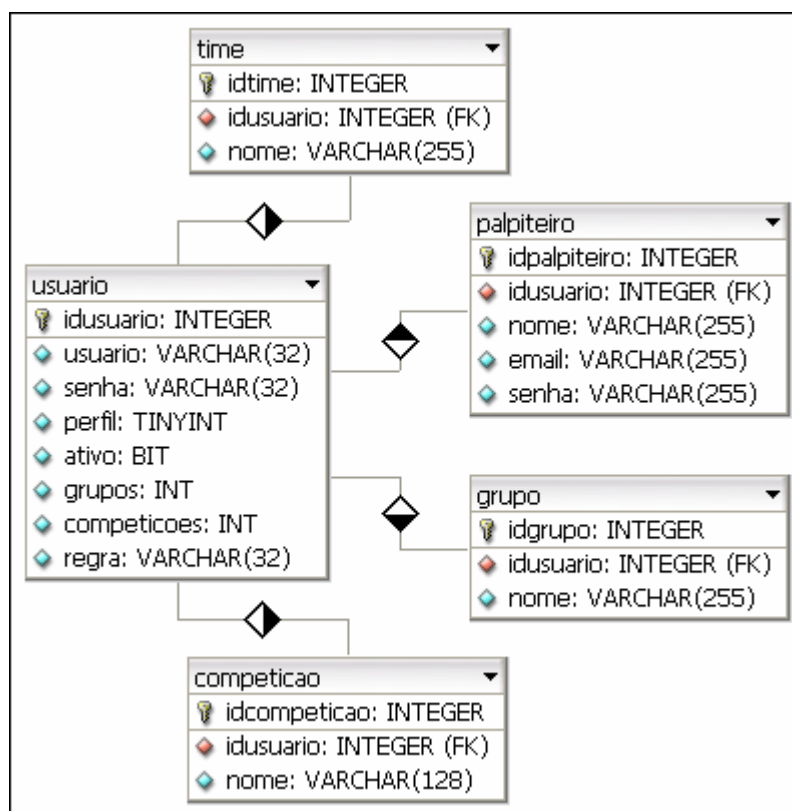 time
idtime: INTEGER
idusuario: INTEGER (FK)
nome: VARCHAR(255)
palpiteiro
idpalpiteiro: INTEGER
idusuario: INTEGER (FK)
nome: VARCHAR(255)
email: VARCHAR(255)
senha: VARCHAR(255)
usuario
idusuario: INTEGER
usuario: VARCHAR(32)
senha: VARCHAR(32)
perfil: TINYINT
ativo: BIT
grupos: INT
competicoes: INT
regra: VARCHAR(32)
grupo
idgrupo: INTEGER
idusuario: INTEGER (FK)
nome: VARCHAR(255)
competicao
idcompeticao: INTEGER
idusuario: INTEGER (FK)
nome: VARCHAR(128)